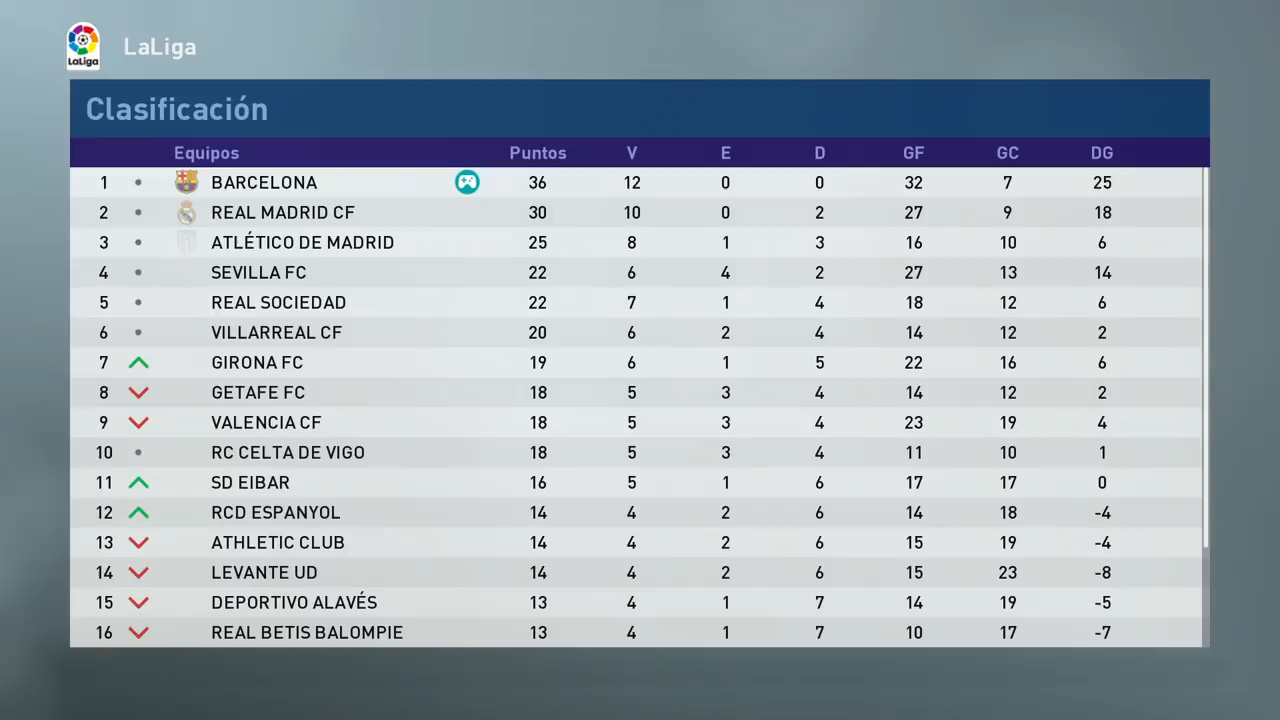 LaLiga
LaLiga
Clasificación
Equipos Puntos V E D GF GC DG
1 BARCELONA 36 12 0 0 32 7 25
2 REAL MADRID CF 30 10 0 2 27 9 18
3 ATLÉTICO DE MADRID 25 8 1 3 16 10 6
4 SEVILLA FC 22 6 4 2 27 13 14
5 REAL SOCIEDAD 22 7 1 4 18 12 6
6 VILLARREAL CF 20 6 2 4 14 12 2
7 GIRONA FC 19 6 1 5 22 16 6
8 GETAFE FC 18 5 3 4 14 12 2
9 VALENCIA CF 18 5 3 4 23 19 4
10 RC CELTA DE VIGO 18 5 3 4 11 10 1
11 SD EIBAR 16 5 1 6 17 17 0
12 RCD ESPANYOL 14 4 2 6 14 18 -4
13 ATHLETIC CLUB 14 4 2 6 15 19 -4
14 LEVANTE UD 14 4 2 6 15 23 -8
15 DEPORTIVO ALAVÉS 13 4 1 7 14 19 -5
16 REAL BETIS BALOMPIE 13 4 1 7 10 17 -7